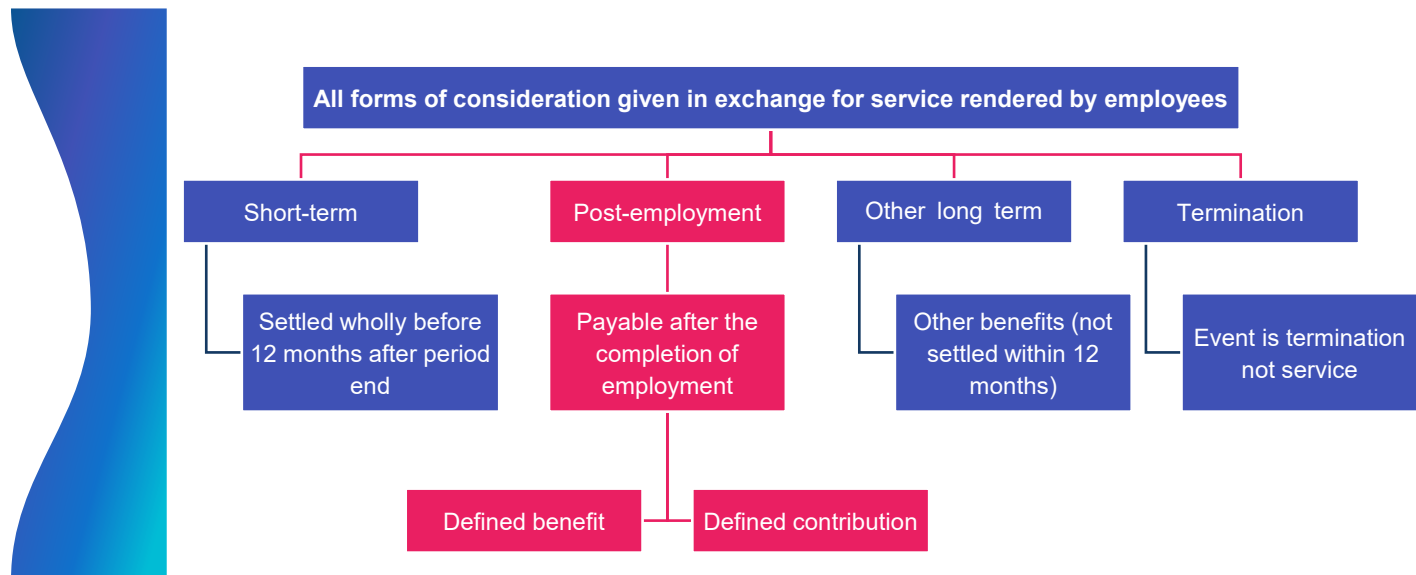 All forms of consideration given in exchange for service rendered by employees
Short-term
Post-employment
Other long term
Termination
Settled wholly before
12 months after period
end
Payable after the
completion of
employment
Other benefits (not
settled within 12
months)
Event is termination
not service
Defined benefit
Defined contribution